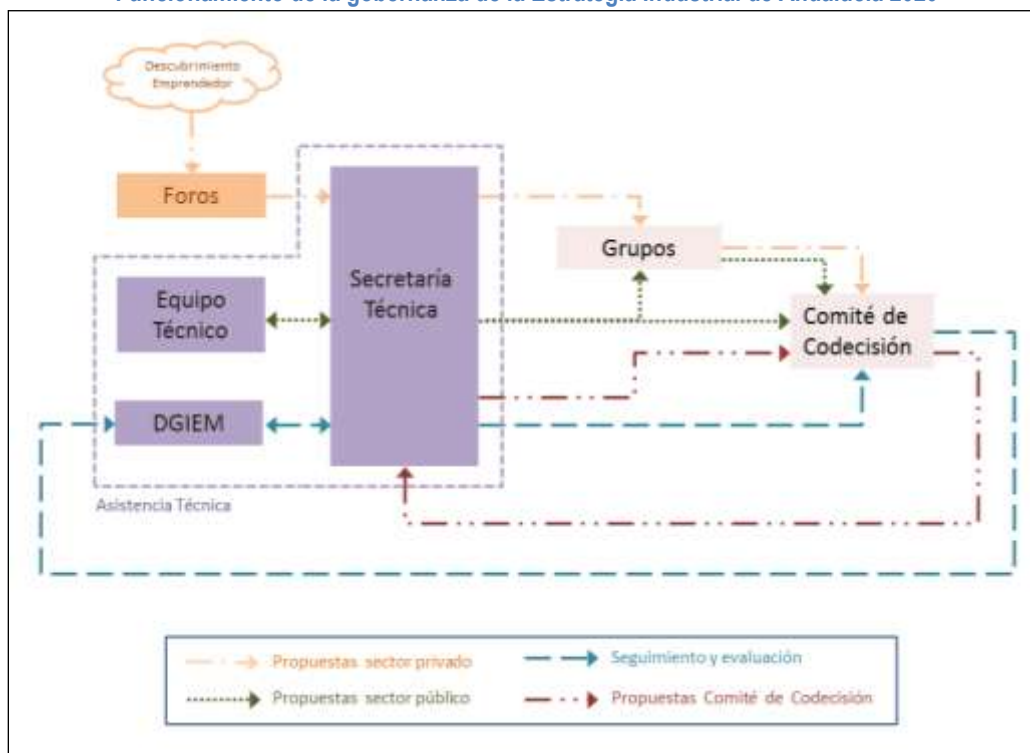 Funcionamiento de la gobernanza de la Estrategia Industrial de Andalucía 2020
Descubrimiento
Emprendedor
Foros
Secretaría
Técnica
Grupos
Equipo
Técnico
Comité de
Codecisión
DGIEM
Asistencia Técnica
Propuestas sector privado
Seguimiento y evaluación
Propuestas sector público
Propuestas Comité de Codecisión